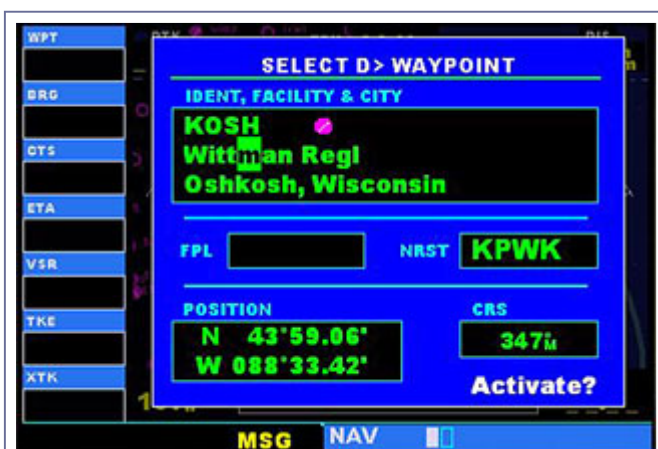 WPT
SELECT D> WAYPOINT
BRG
IDENT, FACILITY & CITY
KOSH
CTS
Wittman Regl
Oshkosh, Wisconsin
ETA
FPL
NRST KPWK
VSR
POSITION
CRS
TKE
N 43°59.06'
347°M
W 088°33.42'
XTK
Activate?
MSG NAV